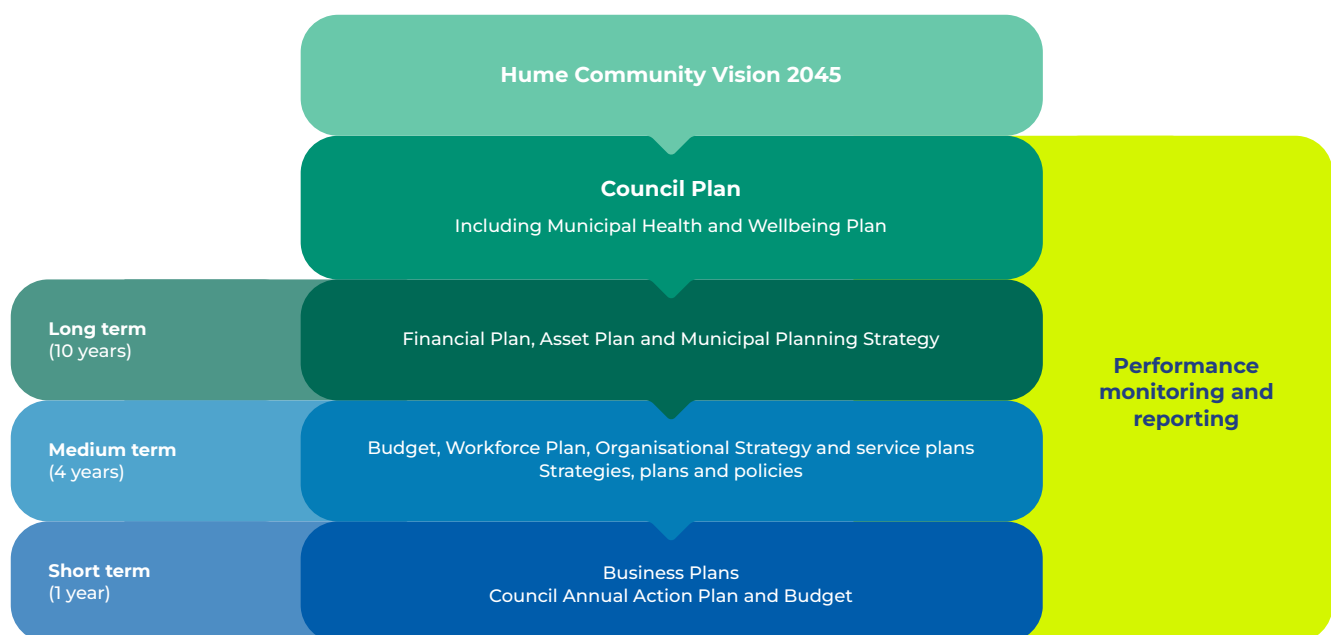 Hume Community Vision 2045
Council Plan
Including Municipal Health and Wellbeing Plan
Long term
(10 years)
Financial Plan, Asset Plan and Municipal Planning Strategy
Medium term
(4 years)
Budget, Workforce Plan, Organisational Strategy and service plans
Strategies, plans and policies
Short term
(1 year)
Business Plans
Council Annual Action Plan and Budget
Performance
monitoring and
reporting